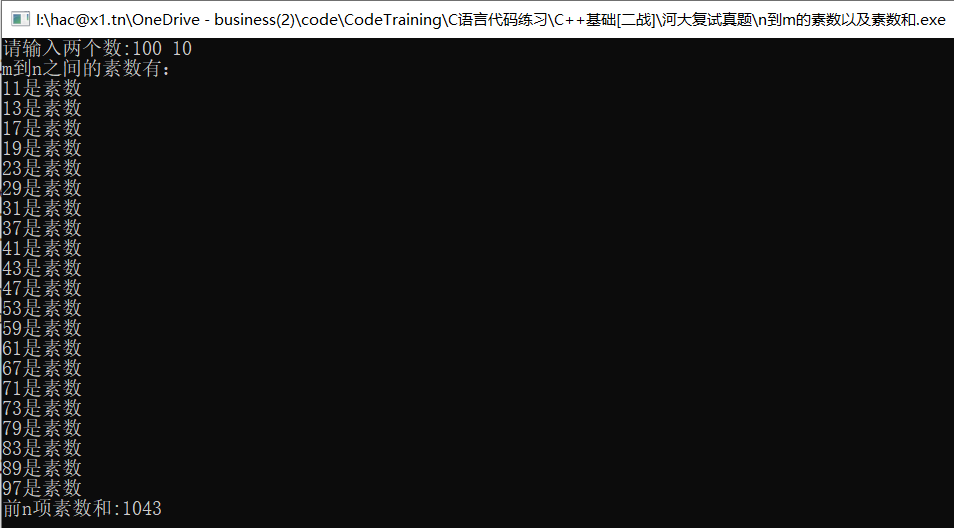 I:\hac@x1.tn\OneDrive - business(2)\code\CodeTraining\C语言代码练习\C++基础[二战]\河大复试真题\n到m的素数以及素数和.exe
请输入两个数:100 10
m到n之间的素数有：
11是素数
13是素数
17是素数
19是素数
23是素数
29是素数
31是素数
37是素数
41是素数
43是素数
47是素数
53是素数
59是素数
61是素数
67是素数
71是素数
73是素数
79是素数
83是素数
89是素数
97是素数
前n项素数和:1043